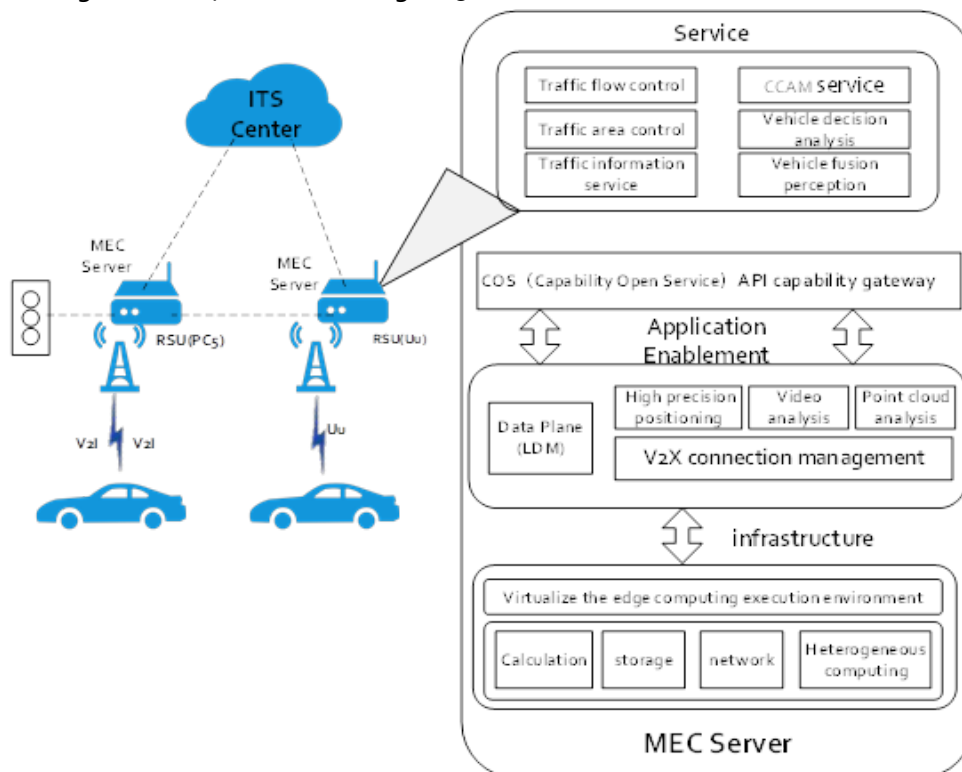 ITS
Center
MEC
Server
MEC
Server
RSU(PC5)
RSU(Uu)
V2I
V2I
Uu
Service
Traffic flow control
CCAM service
Traffic area control
Vehicle decision
analysis
Traffic information
service
Vehicle fusion
perception
COS（Capability Open Service）API capability gateway
Application
Enablement
Data Plane
(LDM)
High precision
positioning
Video
analysis
Point cloud
analysis
V2X connection management
infrastructure
Virtualize the edge computing execution environment
Calculation
storage
network
Heterogeneous
computing
MEC Server